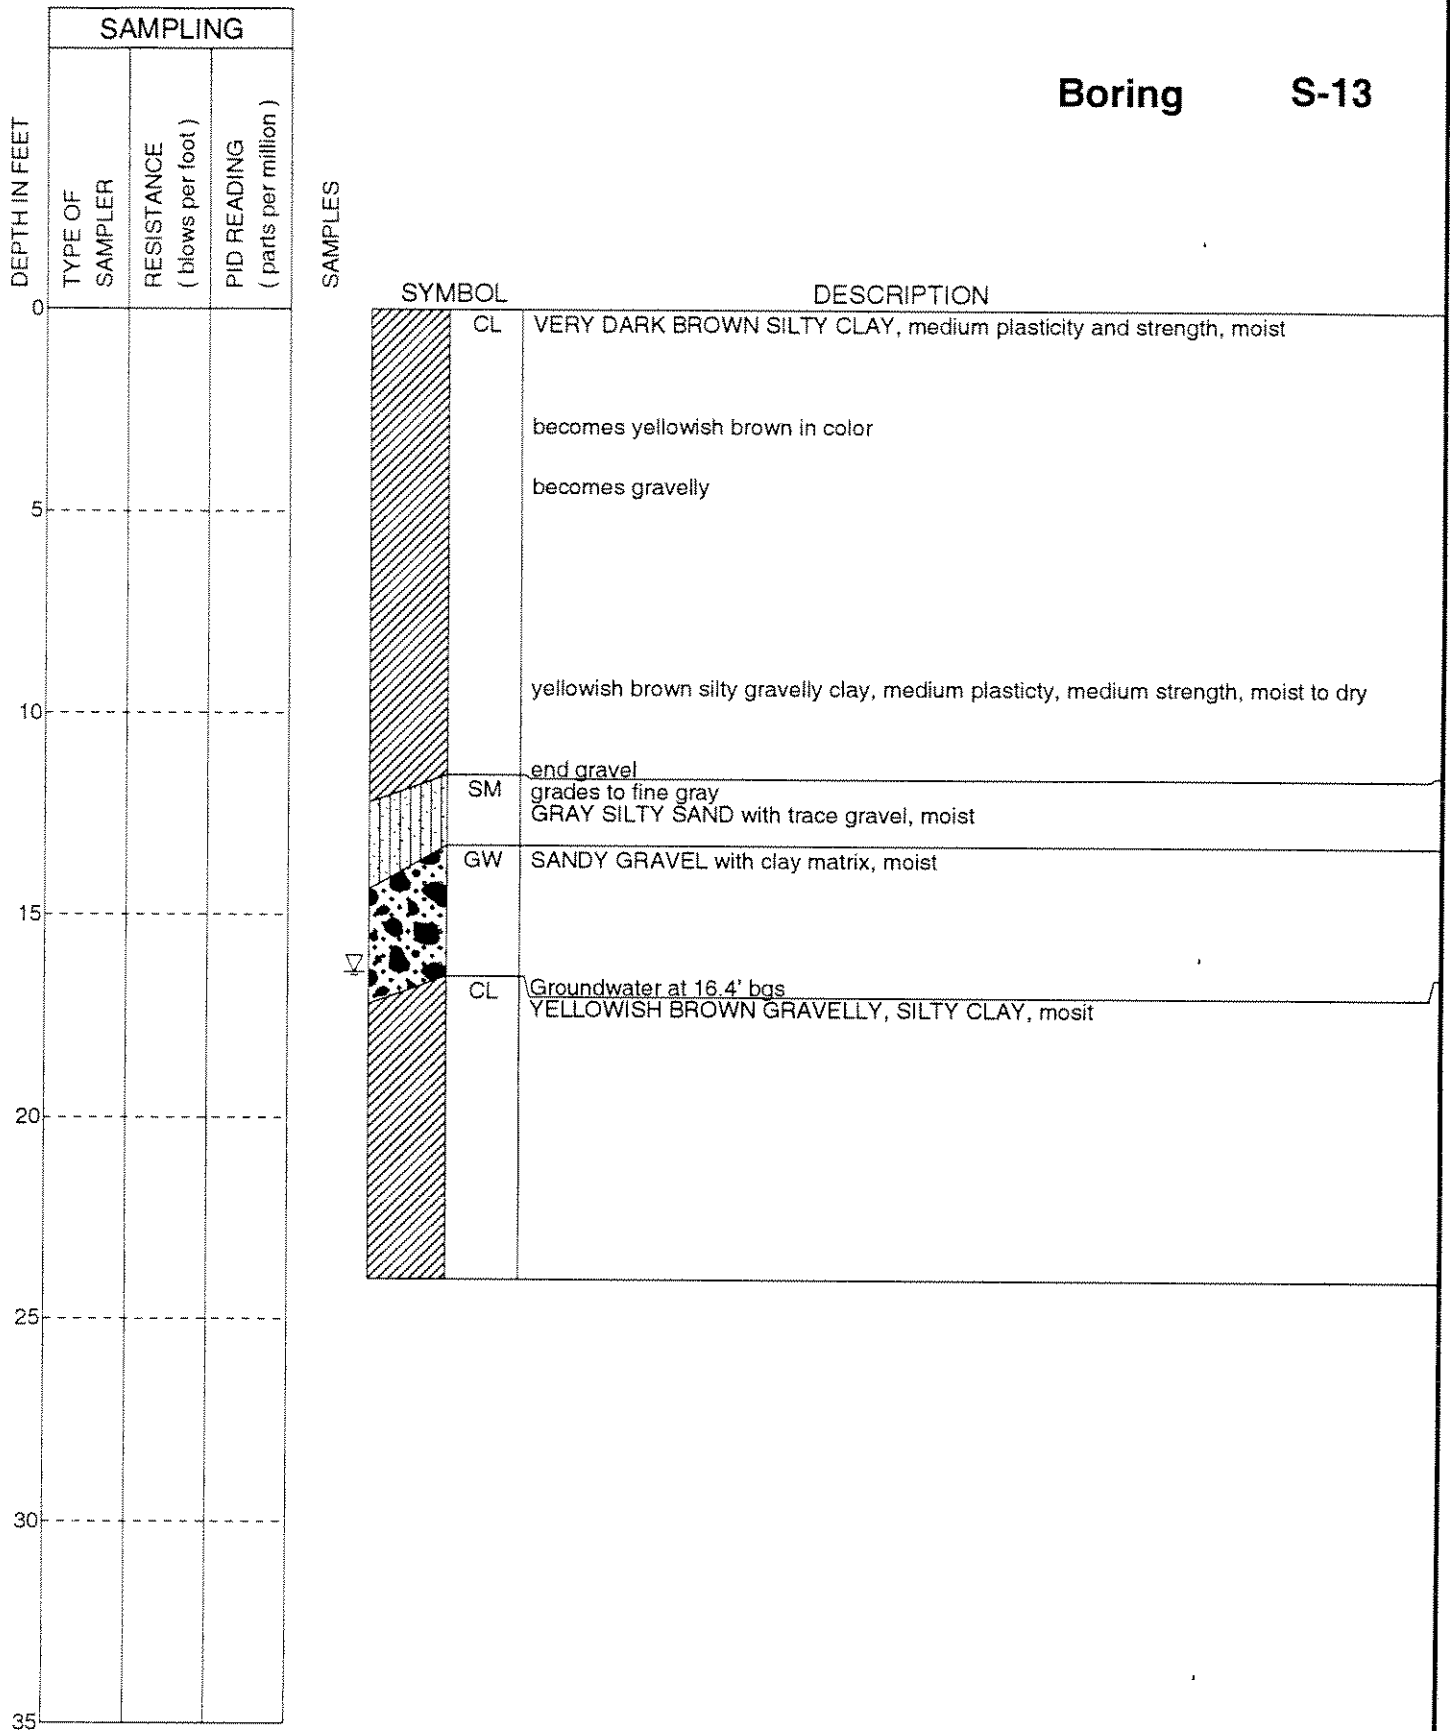 SAMPLING
Boring S-13
DEPTH IN FEET
TYPE OF
SAMPLER
RESISTANCE
( blows per foot )
PID READING
( parts per million )
SAMPLES
SYMBOL DESCRIPTION
0
CL VERY DARK BROWN SILTY CLAY, medium plasticity and strength, moist
becomes yellowish brown in color
becomes gravelly
5
yellowish brown silty gravelly clay, medium plasticty, medium strength, moist to dry
10
end gravel
SM grades to fine gray
GRAY SILTY SAND with trace gravel, moist
GW SANDY GRAVEL with clay matrix, moist
15
Groundwater at 16.4' bgs
CL YELLOWISH BROWN GRAVELLY, SILTY CLAY, mosit
20
25
30
35